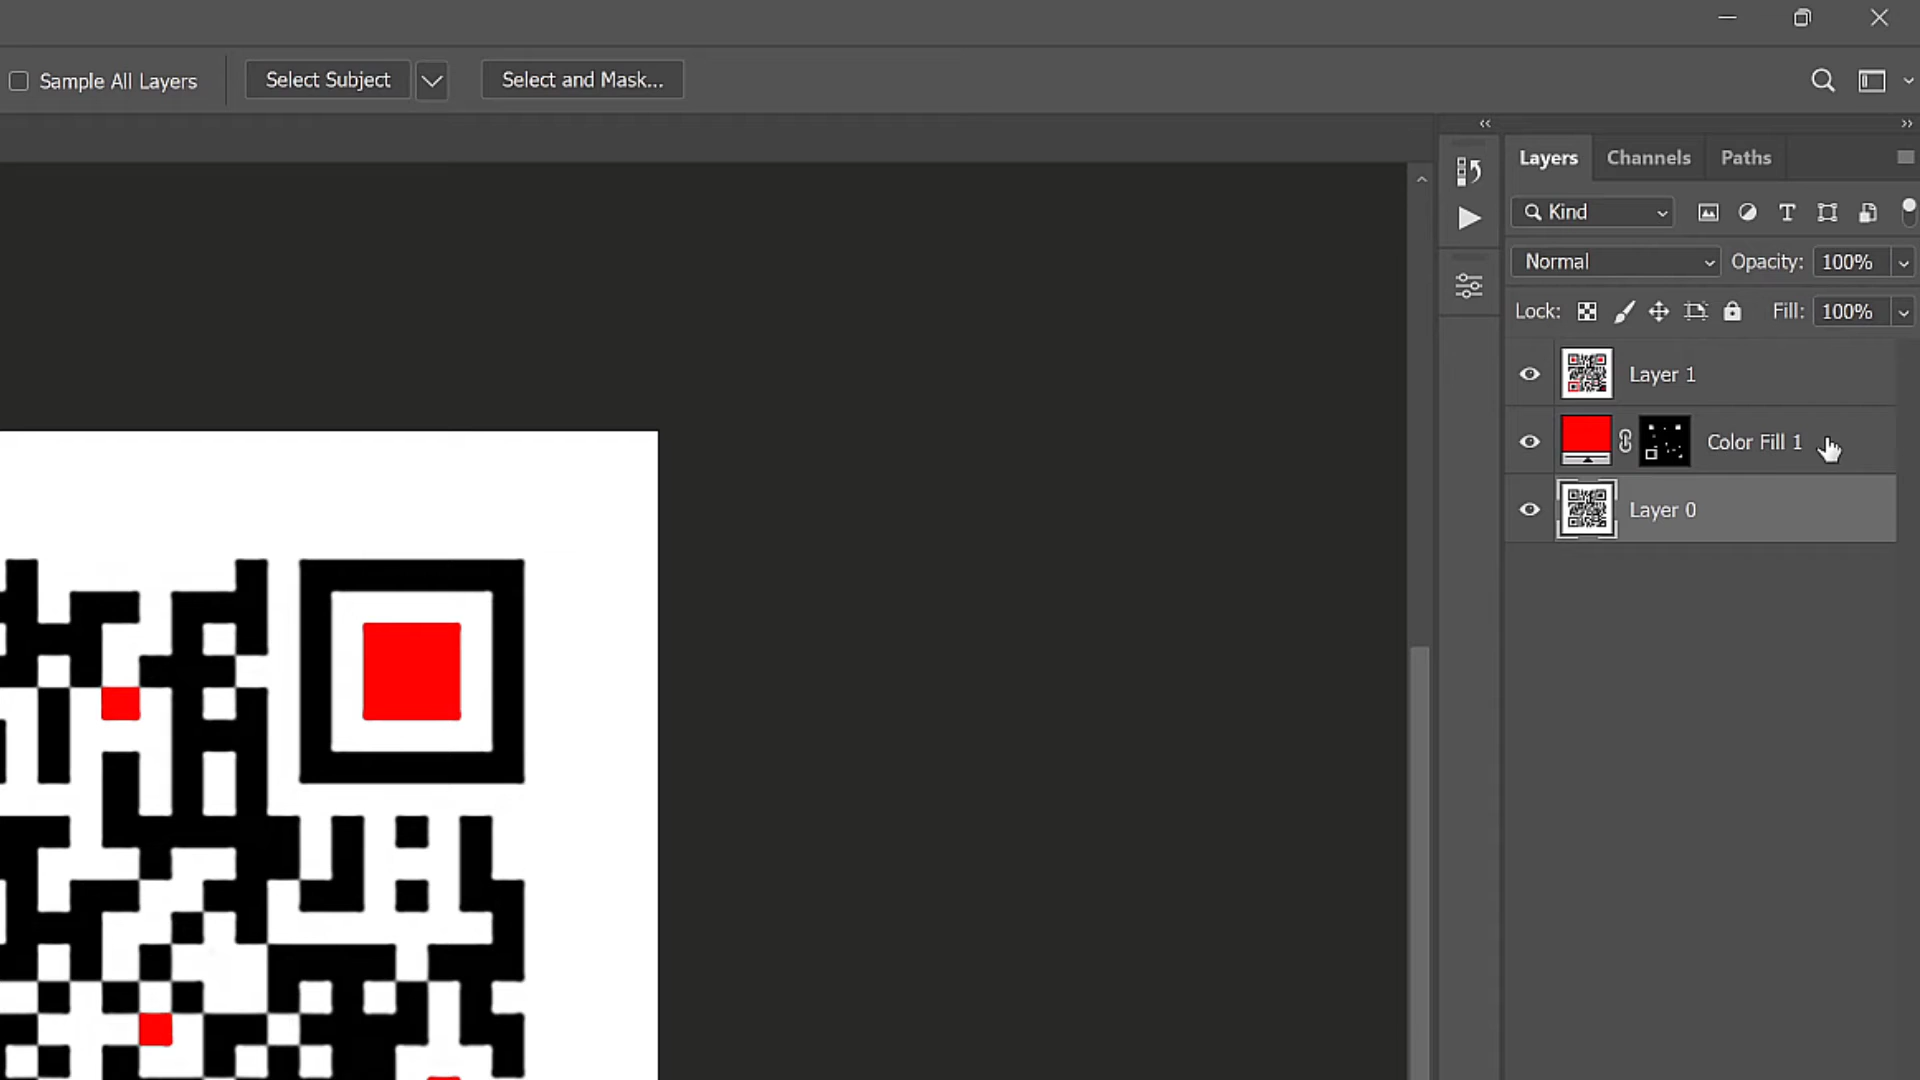 Sample All Layers
Select Subject
Select and Mask...
Layers
Channels
Paths
Kind
Normal
Opacity: 100%
Lock:
Fill: 100%
Layer 1
Color Fill 1
Layer 0